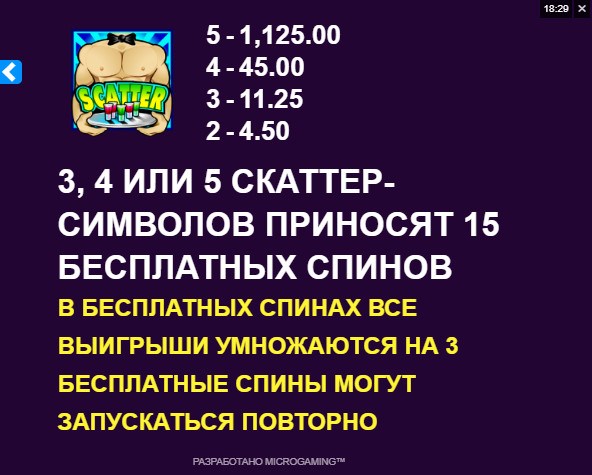 18:29
5 - 1,125.00
4 - 45.00
3 - 11.25
2 - 4.50
SCATTER
3, 4 ИЛИ 5 СКАТТЕР-
СИМВОЛОВ ПРИНОСЯТ 15
БЕСПЛАТНЫХ СПИНОВ
В БЕСПЛАТНЫХ СПИНАХ ВСЕ
ВЫИГРЫШИ УМНОЖАЮТСЯ НА 3
БЕСПЛАТНЫЕ СПИНЫ МОГУТ
ЗАПУСКАТЬСЯ ПОВТОРНО
РАЗРАБОТАНО MICROGAMING™